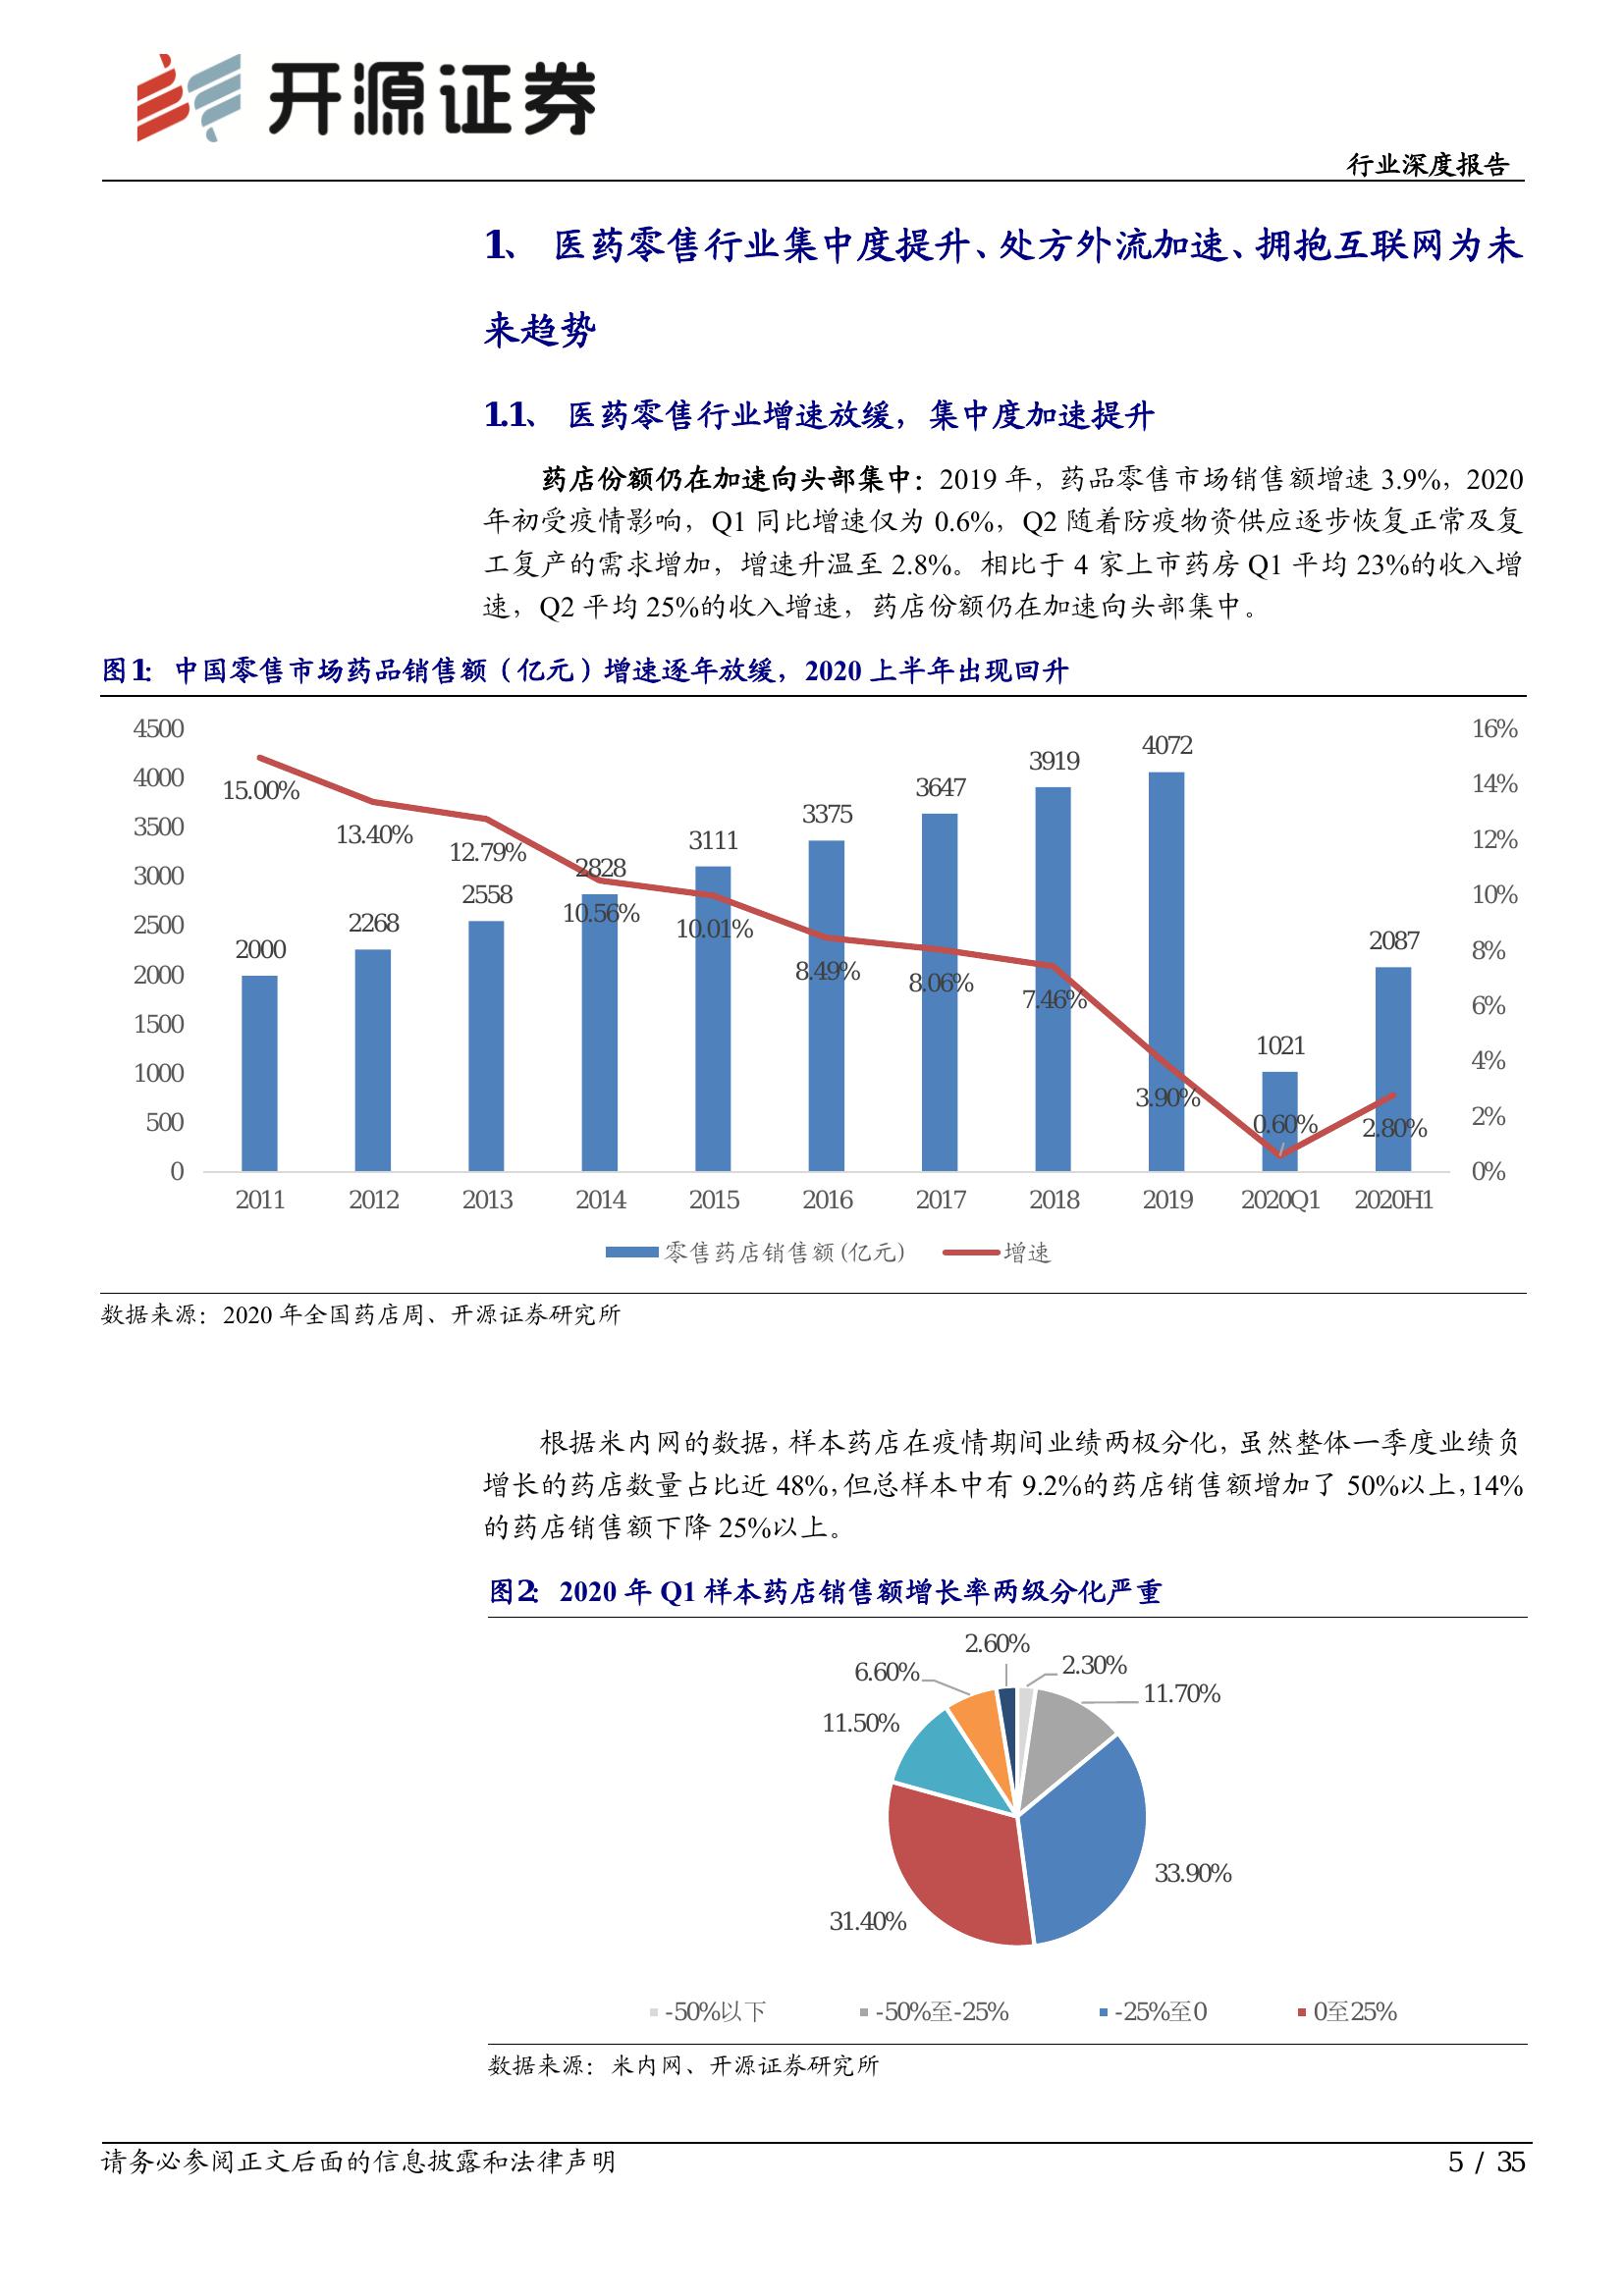 开源证券
行业深度报告
1、 医药零售行业集中度提升、处方外流加速、拥抱互联网为未
来趋势
1.1、 医药零售行业增速放缓，集中度加速提升
药店份额仍在加速向头部集中：2019 年，药品零售市场销售额增速 3.9%，2020
年初受疫情影响，Q1 同比增速仅为 0.6%，Q2 随着防疫物资供应逐步恢复正常及复
工复产的需求增加，增速升温至 2.8%。相比于 4 家上市药房 Q1 平均 23%的收入增
速，Q2 平均 25%的收入增速，药店份额仍在加速向头部集中。
图1： 中国零售市场药品销售额（亿元）增速逐年放缓，2020 上半年出现回升
4500
4000
3500
3000
2500
2000
1500
1000
500
0
16%
14%
12%
10%
8%
6%
4%
2%
0%
2000
2268
2558
2828
3111
3375
3647
3919
4072
1021
2087
15.00%
13.40%
12.79%
10.56%
10.01%
8.49%
8.06%
7.46%
3.90%
0.60%
2.80%
2011 2012 2013 2014 2015 2016 2017 2018 2019 2020Q1 2020H1
零售药店销售额(亿元) 增速
数据来源：2020 年全国药店周、开源证券研究所
根据米内网的数据，样本药店在疫情期间业绩两极分化，虽然整体一季度业绩负
增长的药店数量占比近 48%，但总样本中有 9.2%的药店销售额增加了 50%以上，14%
的药店销售额下降 25%以上。
图2： 2020 年 Q1 样本药店销售额增长率两级分化严重
2.60%
2.30%
6.60%
11.70%
11.50%
33.90%
31.40%
-50%以下 -50%至-25% -25%至0 0至25%
数据来源：米内网、开源证券研究所
请务必参阅正文后面的信息披露和法律声明 5 / 35